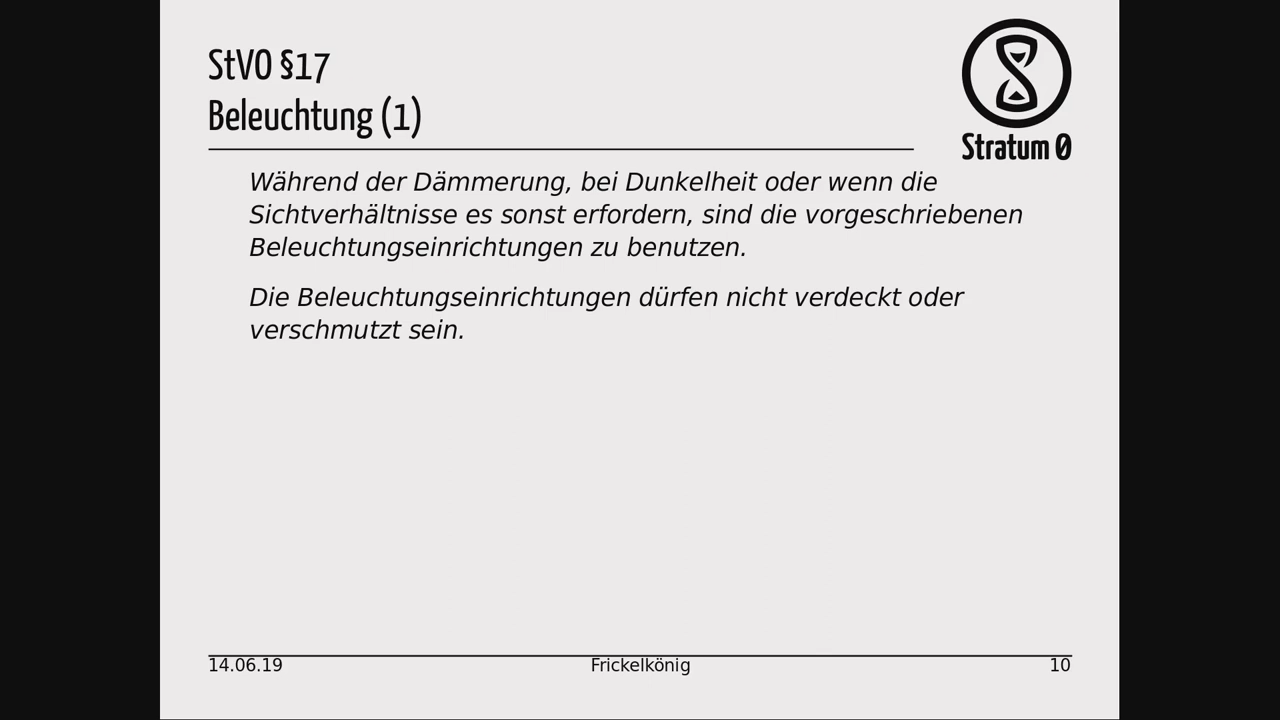 StVO §17
Beleuchtung (1)
Stratum 0
Während der Dämmerung, bei Dunkelheit oder wenn die
Sichtverhältnisse es sonst erfordern, sind die vorgeschriebenen
Beleuchtungseinrichtungen zu benutzen.
Die Beleuchtungseinrichtungen dürfen nicht verdeckt oder
verschmutzt sein.
14.06.19
Frickelkönig
10